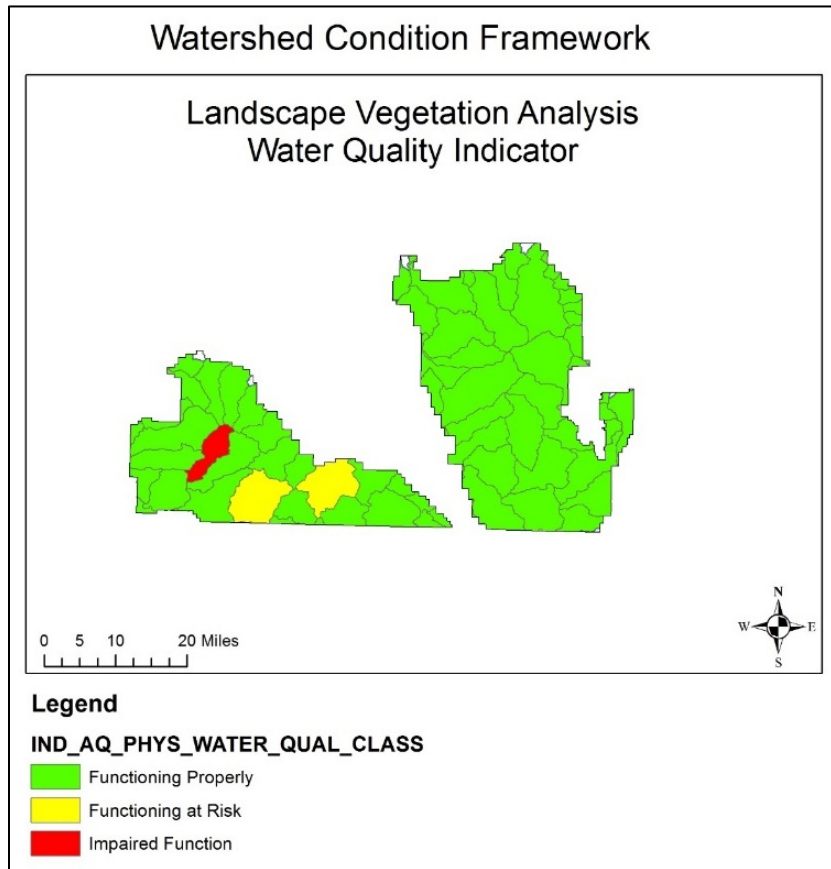 Watershed Condition Framework
Landscape Vegetation Analysis
Water Quality Indicator
N
W E
S
0 5 10 20 Miles
Legend
IND_AQ_PHYS_WATER_QUAL_CLASS
Functioning Properly
Functioning at Risk
Impaired Function